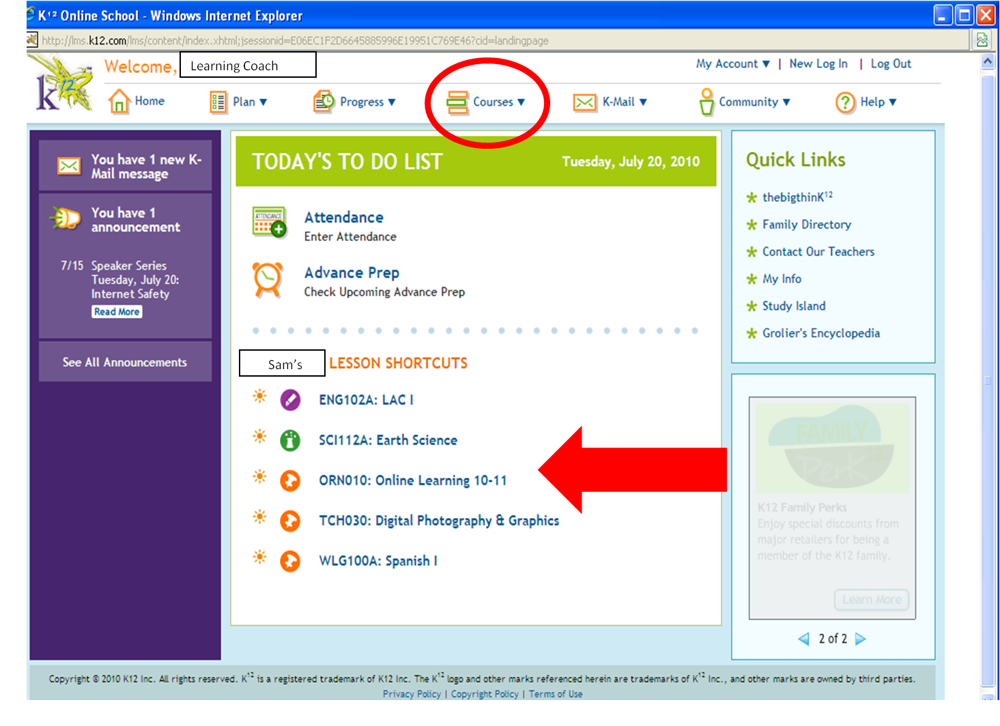 K¹² Online School - Windows Internet Explorer
http://lms.k12.com/lms/content/index.xhtml;jsessionid=E06EC1F2D6645885996E19951C769E46?cid=landingpage
k12
Welcome, Learning Coach
My Account ▼ | New Log In | Log Out
Home Plan ▼ Progress ▼ Courses ▼ K-Mail ▼ Community ▼ Help ▼
You have 1 new K-
Mail message
You have 1
announcement
7/15 Speaker Series
Tuesday, July 20:
Internet Safety
Read More
See All Announcements
TODAY'S TO DO LIST Tuesday, July 20, 2010
ATTENDANCE
Attendance
Enter Attendance
Advance Prep
Check Upcoming Advance Prep
Sam's LESSON SHORTCUTS
ENG102A: LAC I
SCI112A: Earth Science
ORN010: Online Learning 10-11
TCH030: Digital Photography & Graphics
WLG100A: Spanish I
Quick Links
thebigthinK¹²
Family Directory
Contact Our Teachers
My Info
Study Island
Grolier's Encyclopedia
FAMILY
PerK12
K12 Family Perks
Enjoy special discounts from
major retailers for being a
member of the K12 family.
Learn More
2 of 2
Copyright © 2010 K12 Inc. All rights reserved. K¹² is a registered trademark of K12 Inc. The K¹² logo and other marks referenced herein are trademarks of K¹² Inc., and other marks are owned by third parties.
Privacy Policy | Copyright Policy | Terms of Use